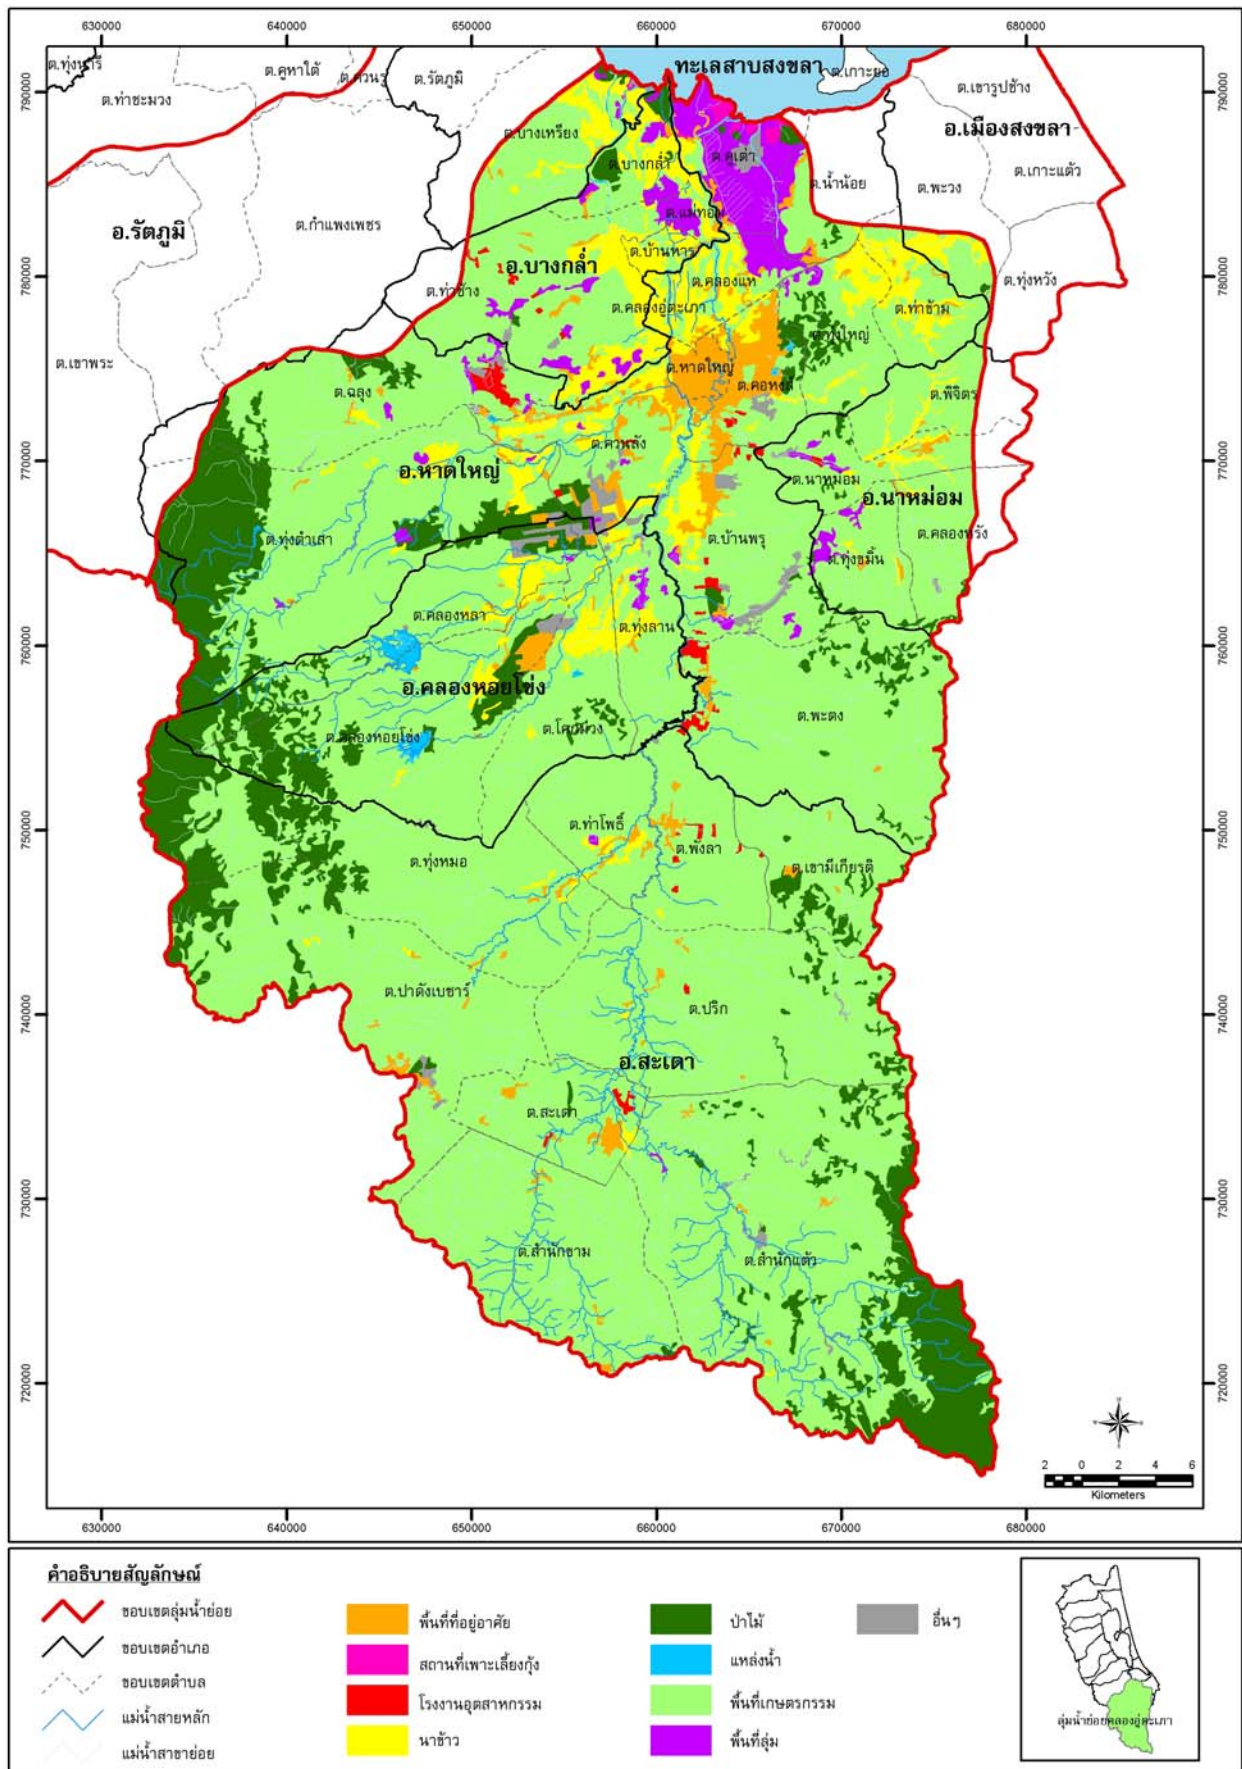 630000 640000 650000 660000 670000 680000
790000
780000
770000
760000
750000
740000
730000
720000
790000
780000
770000
760000
750000
740000
730000
720000
ทะเลสาบสงขลา
ต.เกาะยอ
ต.คูหาใต้
ต.รัตภูมิ
ต.ท่าชะมวง
ต.เขารูปช้าง
อ.เมืองสงขลา
ต.บางเหรียง
ต.บางกล่ำ
ต.คูเต่า
ต.น้ำน้อย
ต.พะวง
ต.เกาะแต้ว
อ.รัตภูมิ
ต.กำแพงเพชร
ต.แม่ทอม
ต.บ้านหาร
อ.บางกล่ำ
ต.ท่าช้าง
ต.คลองแห
ต.ทุ่งหวัง
ต.คลองอู่ตะเภา
ต.ท่าข้าม
ต.ทุ่งใหญ่
ต.เขาพระ
ต.หาดใหญ่
ต.คอหงส์
ต.ฉลุง
ต.พิจิตร
ต.ควนลัง
อ.หาดใหญ่
ต.นาหม่อม
อ.นาหม่อม
ต.คลองหรัง
ต.ทุ่งตำเสา
ต.บ้านพรุ
ต.ทุ่งขมิ้น
ต.คลองหลา
ต.ทุ่งลาน
อ.คลองหอยโข่ง
ต.พะตง
ต.คลองหอยโข่ง
ต.โคกม่วง
ต.ท่าโพธิ์
ต.พังลา
ต.ทุ่งหมอ
ต.เขามีเกียรติ
ต.ปาดังเบซาร์
ต.ปริก
อ.สะเดา
ต.สะเดา
ต.สำนักขาม
ต.สำนักแต้ว
2 0 2 4 6
Kilometers
630000 640000 650000 660000 670000 680000
คำอธิบายสัญลักษณ์
ขอบเขตลุ่มน้ำย่อย
ขอบเขตอำเภอ
ขอบเขตตำบล
แม่น้ำสายหลัก
แม่น้ำสาขาย่อย
พื้นที่ที่อยู่อาศัย
สถานที่เพาะเลี้ยงกุ้ง
โรงงานอุตสาหกรรม
นาข้าว
ป่าไม้
แหล่งน้ำ
พื้นที่เกษตรกรรม
พื้นที่ลุ่ม
อื่นๆ
ลุ่มน้ำย่อยคลองอู่ตะเภา